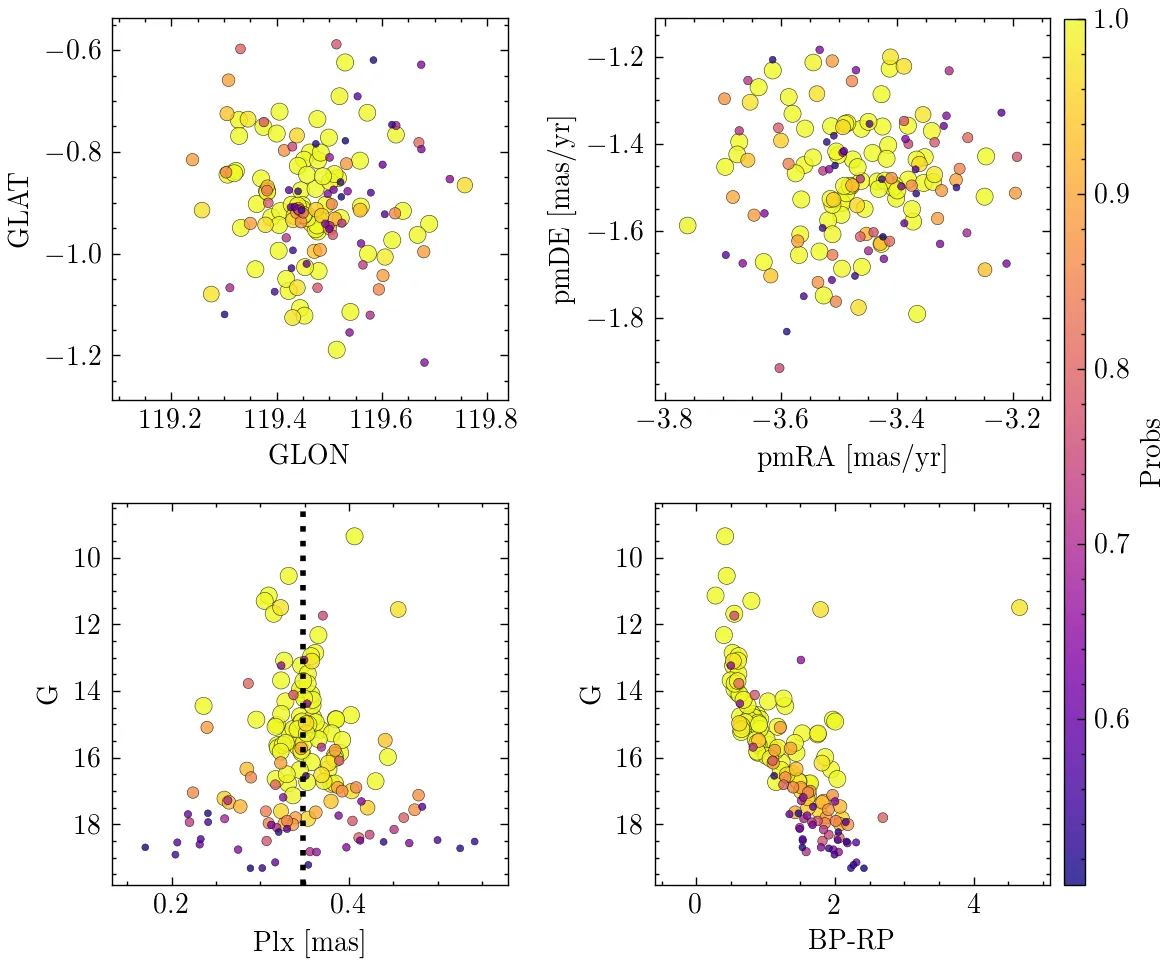 −0.6
−0.8
−1.0
−1.2
GLAT
119.2 119.4 119.6 119.8
GLON
−1.2
−1.4
−1.6
−1.8
pmDE [mas/yr]
−3.8 −3.6 −3.4 −3.2
pmRA [mas/yr]
10
12
14
16
18
G
0.2 0.4
Plx [mas]
10
12
14
16
18
G
0 2 4
BP-RP
1.0
0.9
0.8
0.7
0.6
Probs